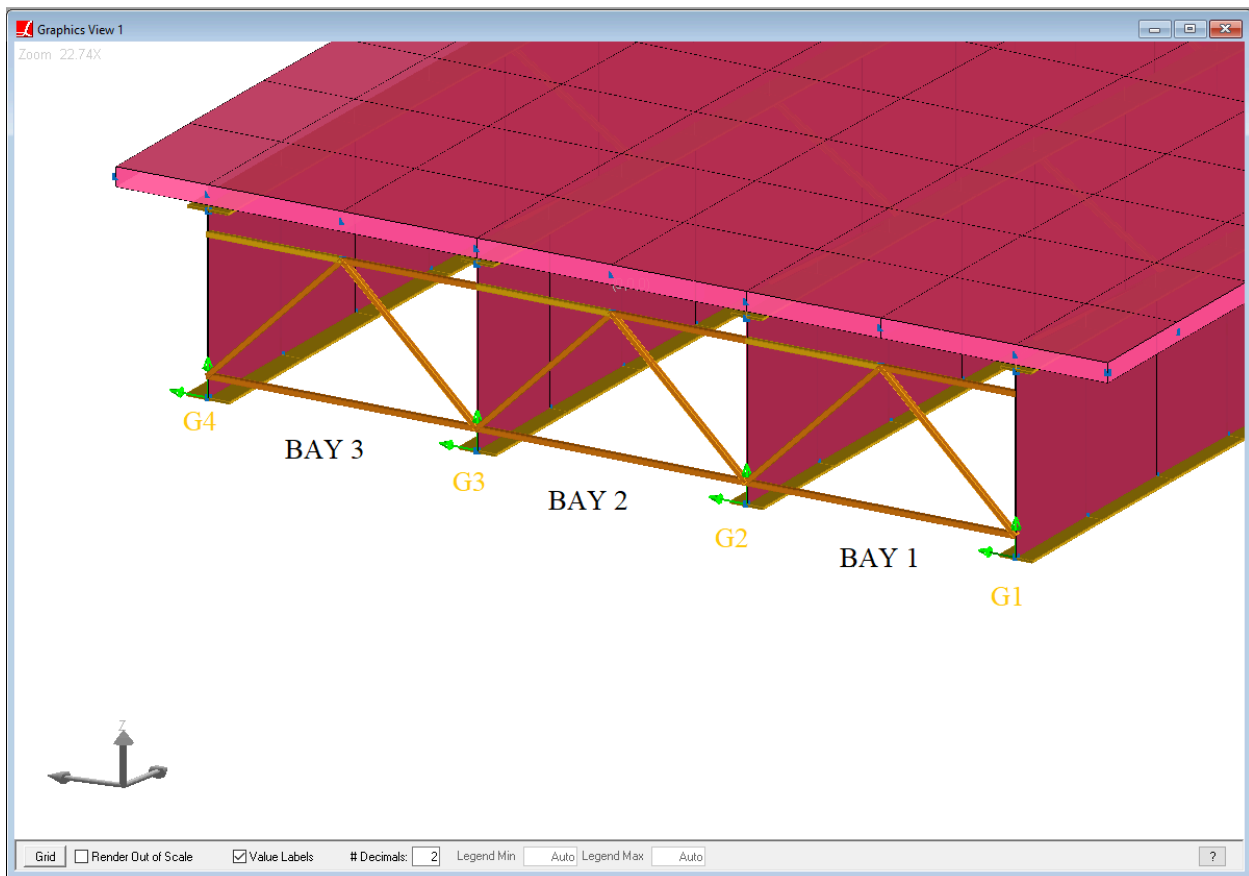 Graphics View 1
Zoom 22.74X
G4
BAY 3
G3
BAY 2
G2
BAY 1
G1
Z
Grid Render Out of Scale Value Labels # Decimals: 2 Legend Min Auto Legend Max Auto ?